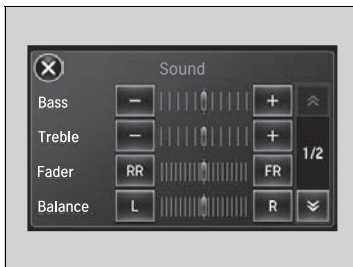 Sound
Bass − +
Treble − +
1/2
Fader RR FR
Balance L R